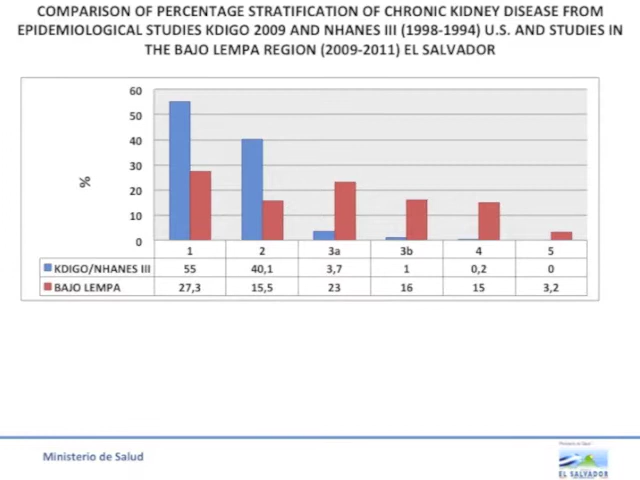 COMPARISON OF PERCENTAGE STRATIFICATION OF CHRONIC KIDNEY DISEASE FROM
EPIDEMIOLOGICAL STUDIES KDIGO 2009 AND NHANES III (1998-1994) U.S. AND STUDIES IN
THE BAJO LEMPA REGION (2009-2011) EL SALVADOR
60
50
40
30
20
10
0
%
1 2 3a 3b 4 5
KDIGO/NHANES III 55 40,1 3,7 1 0,2 0
BAJO LEMPA 27,3 15,5 23 16 15 3,2
Ministerio de Salud
EL SALVADOR